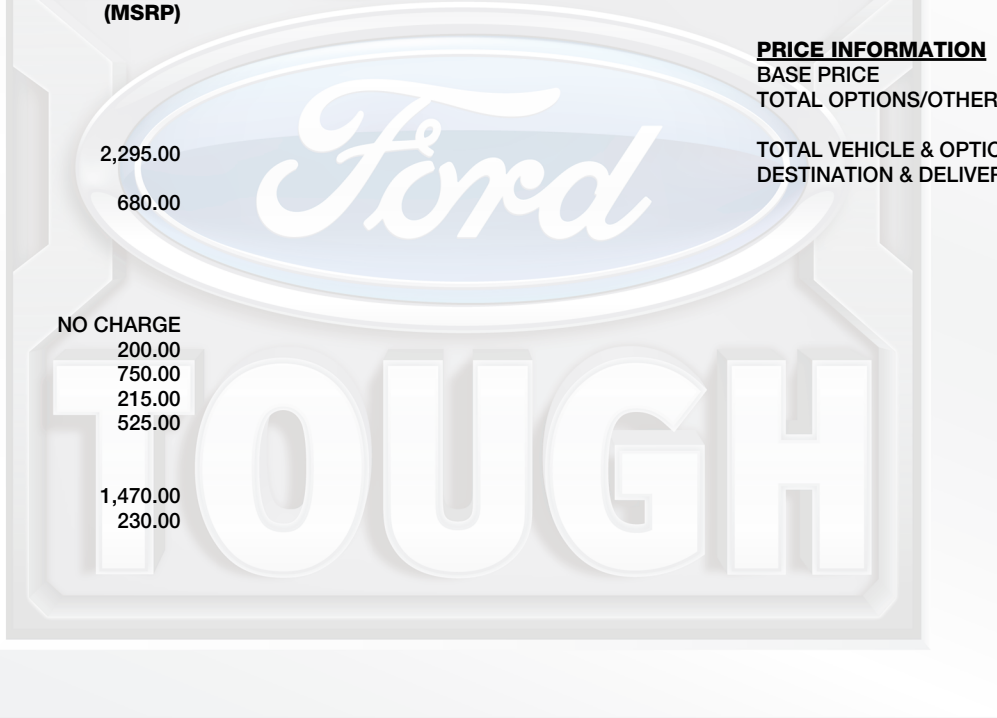 (MSRP)
2,295.00
680.00
NO CHARGE
200.00
750.00
215.00
525.00
1,470.00
230.00
PRICE INFORMATION
BASE PRICE
TOTAL OPTIONS/OTHER
TOTAL VEHICLE & OPTIO
DESTINATION & DELIVER
Ford
TOUGH